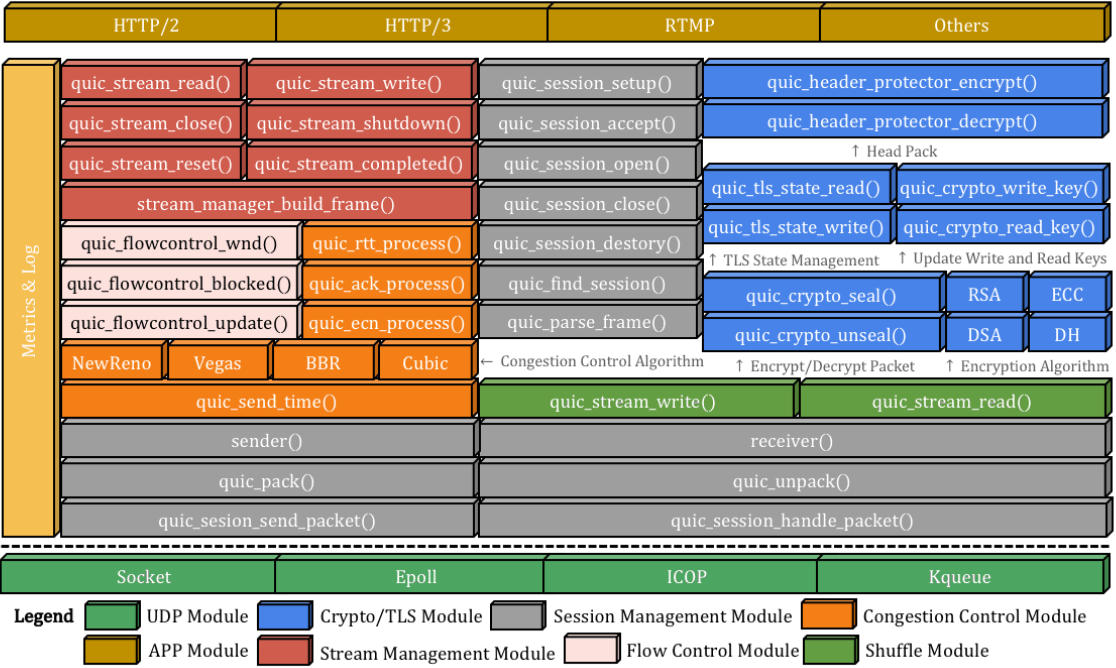 HTTP/2 HTTP/3 RTMP Others
Metrics & Log
quic_stream_read() quic_stream_write() quic_session_setup() quic_header_protector_encrypt()
quic_stream_close() quic_stream_shutdown() quic_session_accept() quic_header_protector_decrypt()
↑ Head Pack
quic_stream_reset() quic_stream_completed() quic_session_open()
quic_tls_state_read() quic_crypto_write_key()
stream_manager_build_frame() quic_session_close()
quic_tls_state_write() quic_crypto_read_key()
quic_flowcontrol_wnd() quic_rtt_process() quic_session_destory()
↑ TLS State Management ↑ Update Write and Read Keys
quic_flowcontrol_blocked() quic_ack_process() quic_find_session()
quic_crypto_seal() RSA ECC
quic_flowcontrol_update() quic_ecn_process() quic_parse_frame()
quic_crypto_unseal() DSA DH
NewReno Vegas BBR Cubic ← Congestion Control Algorithm
↑ Encrypt/Decrypt Packet ↑ Encryption Algorithm
quic_send_time() quic_stream_write() quic_stream_read()
sender() receiver()
quic_pack() quic_unpack()
quic_sesion_send_packet() quic_session_handle_packet()
Socket Epoll ICOP Kqueue
Legend UDP Module Crypto/TLS Module Session Management Module Congestion Control Module
APP Module Stream Management Module Flow Control Module Shuffle Module